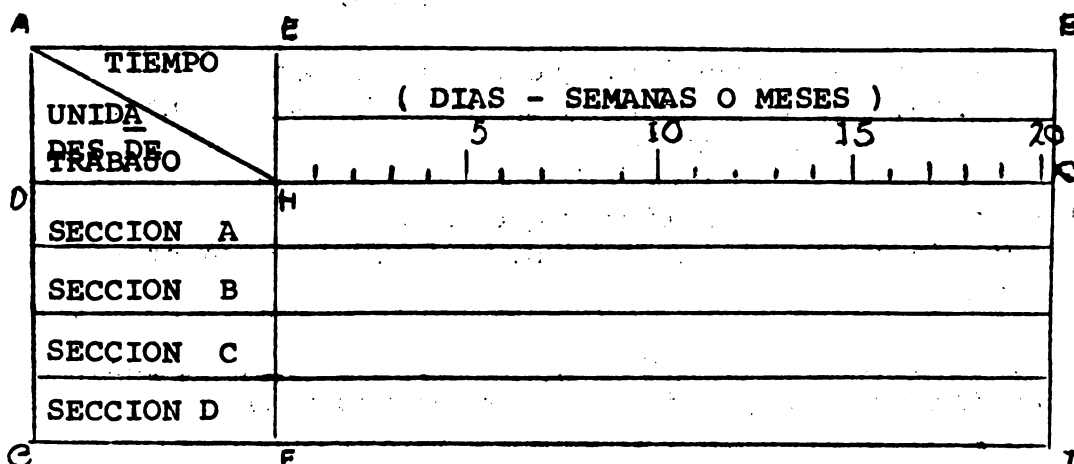 A E B
TIEMPO
( DIAS - SEMANAS O MESES )
UNIDA
DES DE
TRABAJO
5 10 15 20
D H
SECCION A
SECCION B
SECCION C
SECCION D
C F